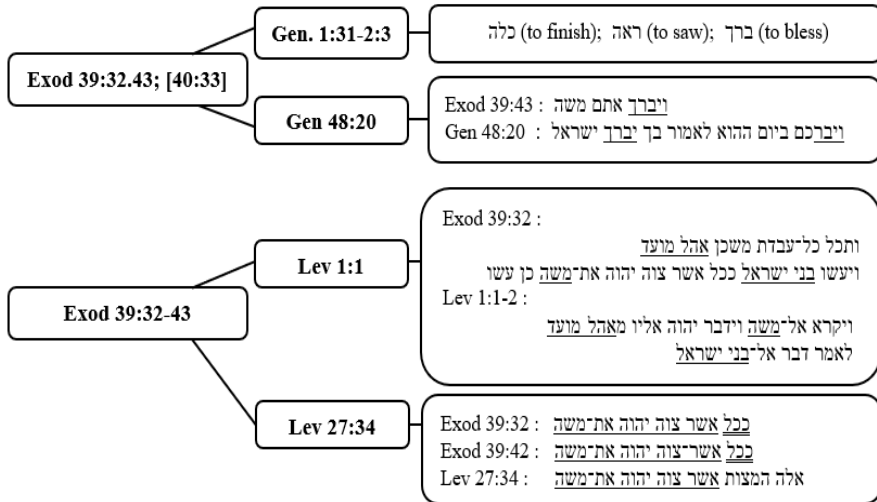 Exod 39:32.43; [40:33]
Gen. 1:31-2:3
כלה (to finish); ראה (to saw); ברך (to bless)
Gen 48:20
Exod 39:43 : ויברך אתם משה
Gen 48:20 : ויברכם ביום ההוא לאמור בך יברך ישראל
Exod 39:32-43
Lev 1:1
Exod 39:32 :
ותכל כל־עבדת משכן אהל מועד
ויעשו בני ישראל ככל אשר צוה יהוה את־משה כן עשו
Lev 1:1-2 :
ויקרא אל־משה וידבר יהוה אליו מאהל מועד
לאמר דבר אל־בני ישראל
Lev 27:34
Exod 39:32 : ככל אשר צוה יהוה את־משה
Exod 39:42 : ככל אשר־צוה יהוה את־משה
Lev 27:34 : אלה המצות אשר צוה יהוה את־משה